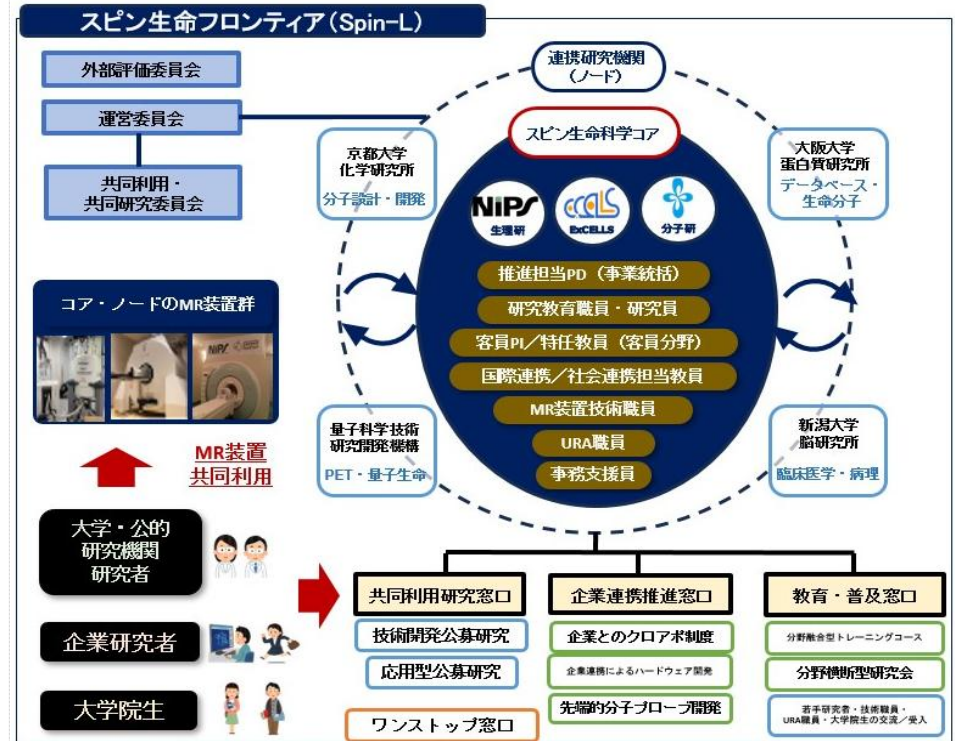 スピン生命フロンティア(Spin-L)
外部評価委員会
運営委員会
共同利用・
共同研究委員会
連携研究機関
(ノード)
スピン生命科学コア
京都大学
化学研究所
分子設計・開発
大阪大学
蛋白質研究所
データベース・
生命分子
NiPS
生理研
ExCELLS
ExCELLS
分子研
推進担当PD（事業統括）
研究教育職員・研究員
客員PI／特任教員（客員分野）
国際連携／社会連携担当教員
MR装置技術職員
URA職員
事務支援員
コア・ノードのMR装置群
NiPS
量子科学技術
研究開発機構
PET・量子生命
新潟大学
脳研究所
臨床医学・病理
MR装置
共同利用
大学・公的
研究機関
研究者
企業研究者
大学院生
共同利用研究窓口
技術開発公募研究
応用型公募研究
ワンストップ窓口
企業連携推進窓口
企業とのクロアポ制度
企業連携によるハードウェア開発
先端的分子プローブ開発
教育・普及窓口
分野融合型トレーニングコース
分野横断型研究会
若手研究者・技術職員・
URA職員・大学院生の交流／受入